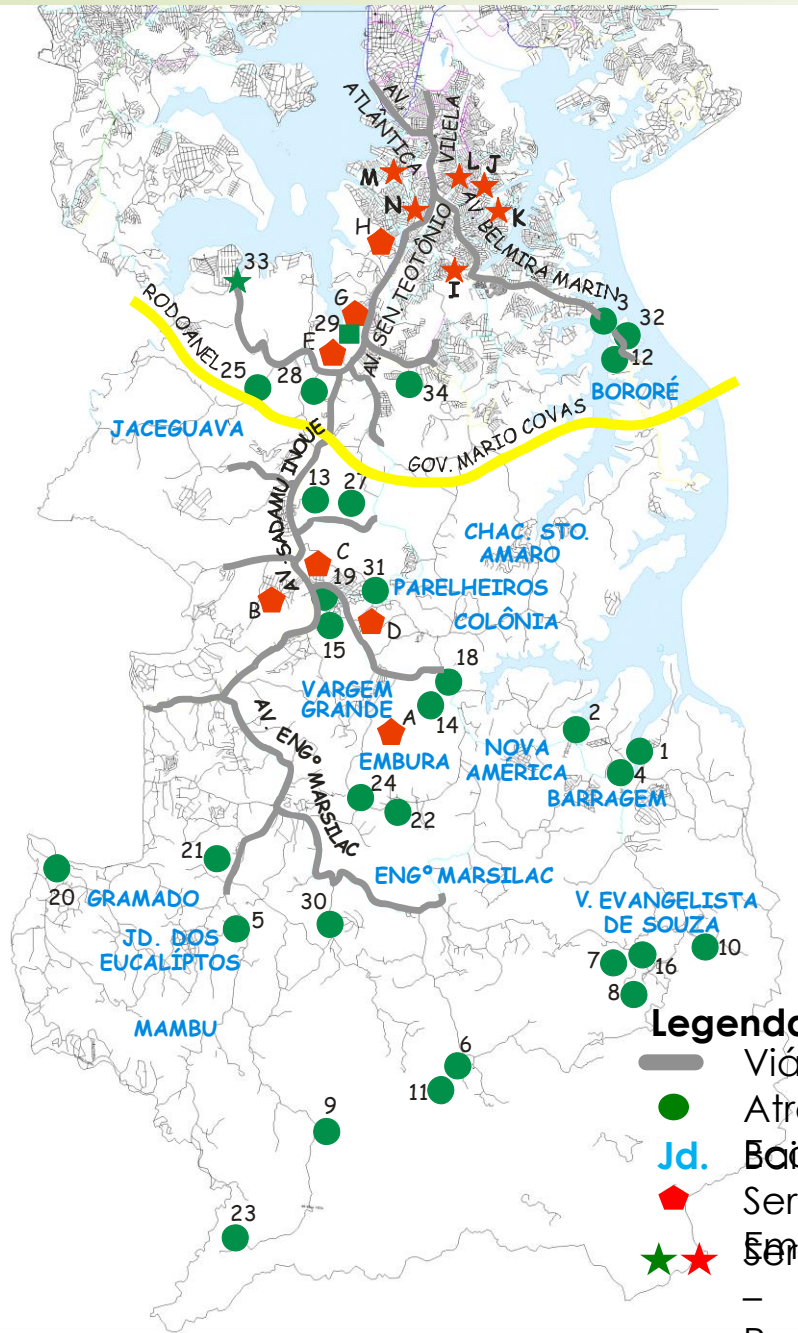 AV. ATLÂNTICA
VILELA
L
J
M
AV. BELMIRA MARIN
N
K
H
AV. SEN. TEOTÔNIO
I
33
RODOANEL
G
3
29
32
12
25
28
34
BORORÉ
JACEGUAVA
GOV. MARIO COVAS
AV. SADAMU INOUE
13
27
CHAC. STO.
AMARO
C
19
31
PARELHEIROS
B
D
COLÔNIA
15
18
VARGEM
GRANDE
A
14
2
AV. ENGº MARSILAC
NOVA
AMÉRICA
1
EMBURA
4
BARRAGEM
24
22
21
20
GRAMADO
ENGº MARSILAC
V. EVANGELISTA
DE SOUZA
30
5
JD. DOS
EUCALÍPTOS
10
7
16
8
MAMBU
6
11
9
23
Jd.